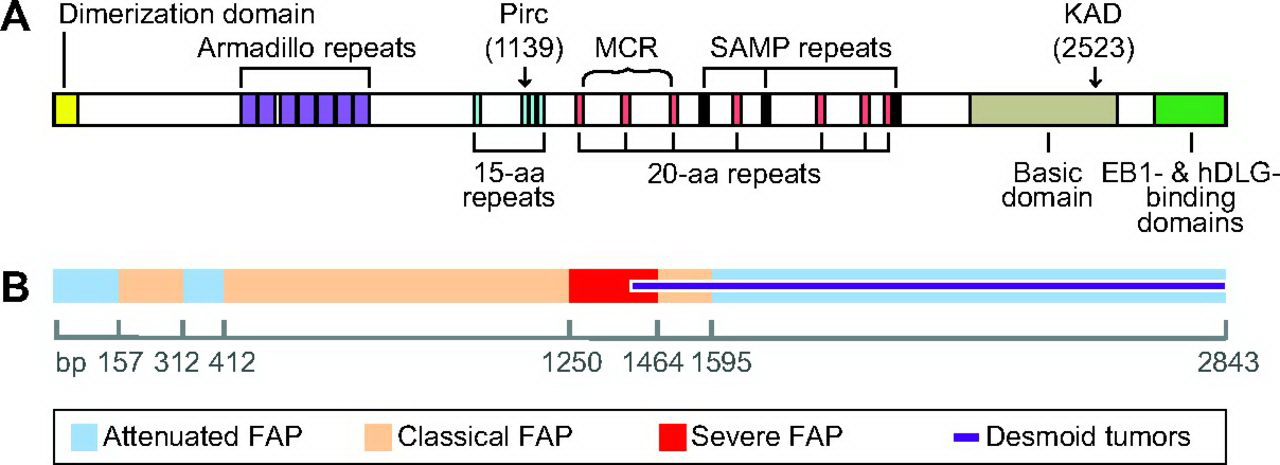 A
Dimerization domain
Armadillo repeats
Pirc
(1139)
MCR
SAMP repeats
KAD
(2523)
15-aa
repeats
20-aa repeats
Basic
domain
EB1- & hDLG-
binding
domains
B
bp 157 312 412 1250 1464 1595 2843
Attenuated FAP Classical FAP Severe FAP Desmoid tumors